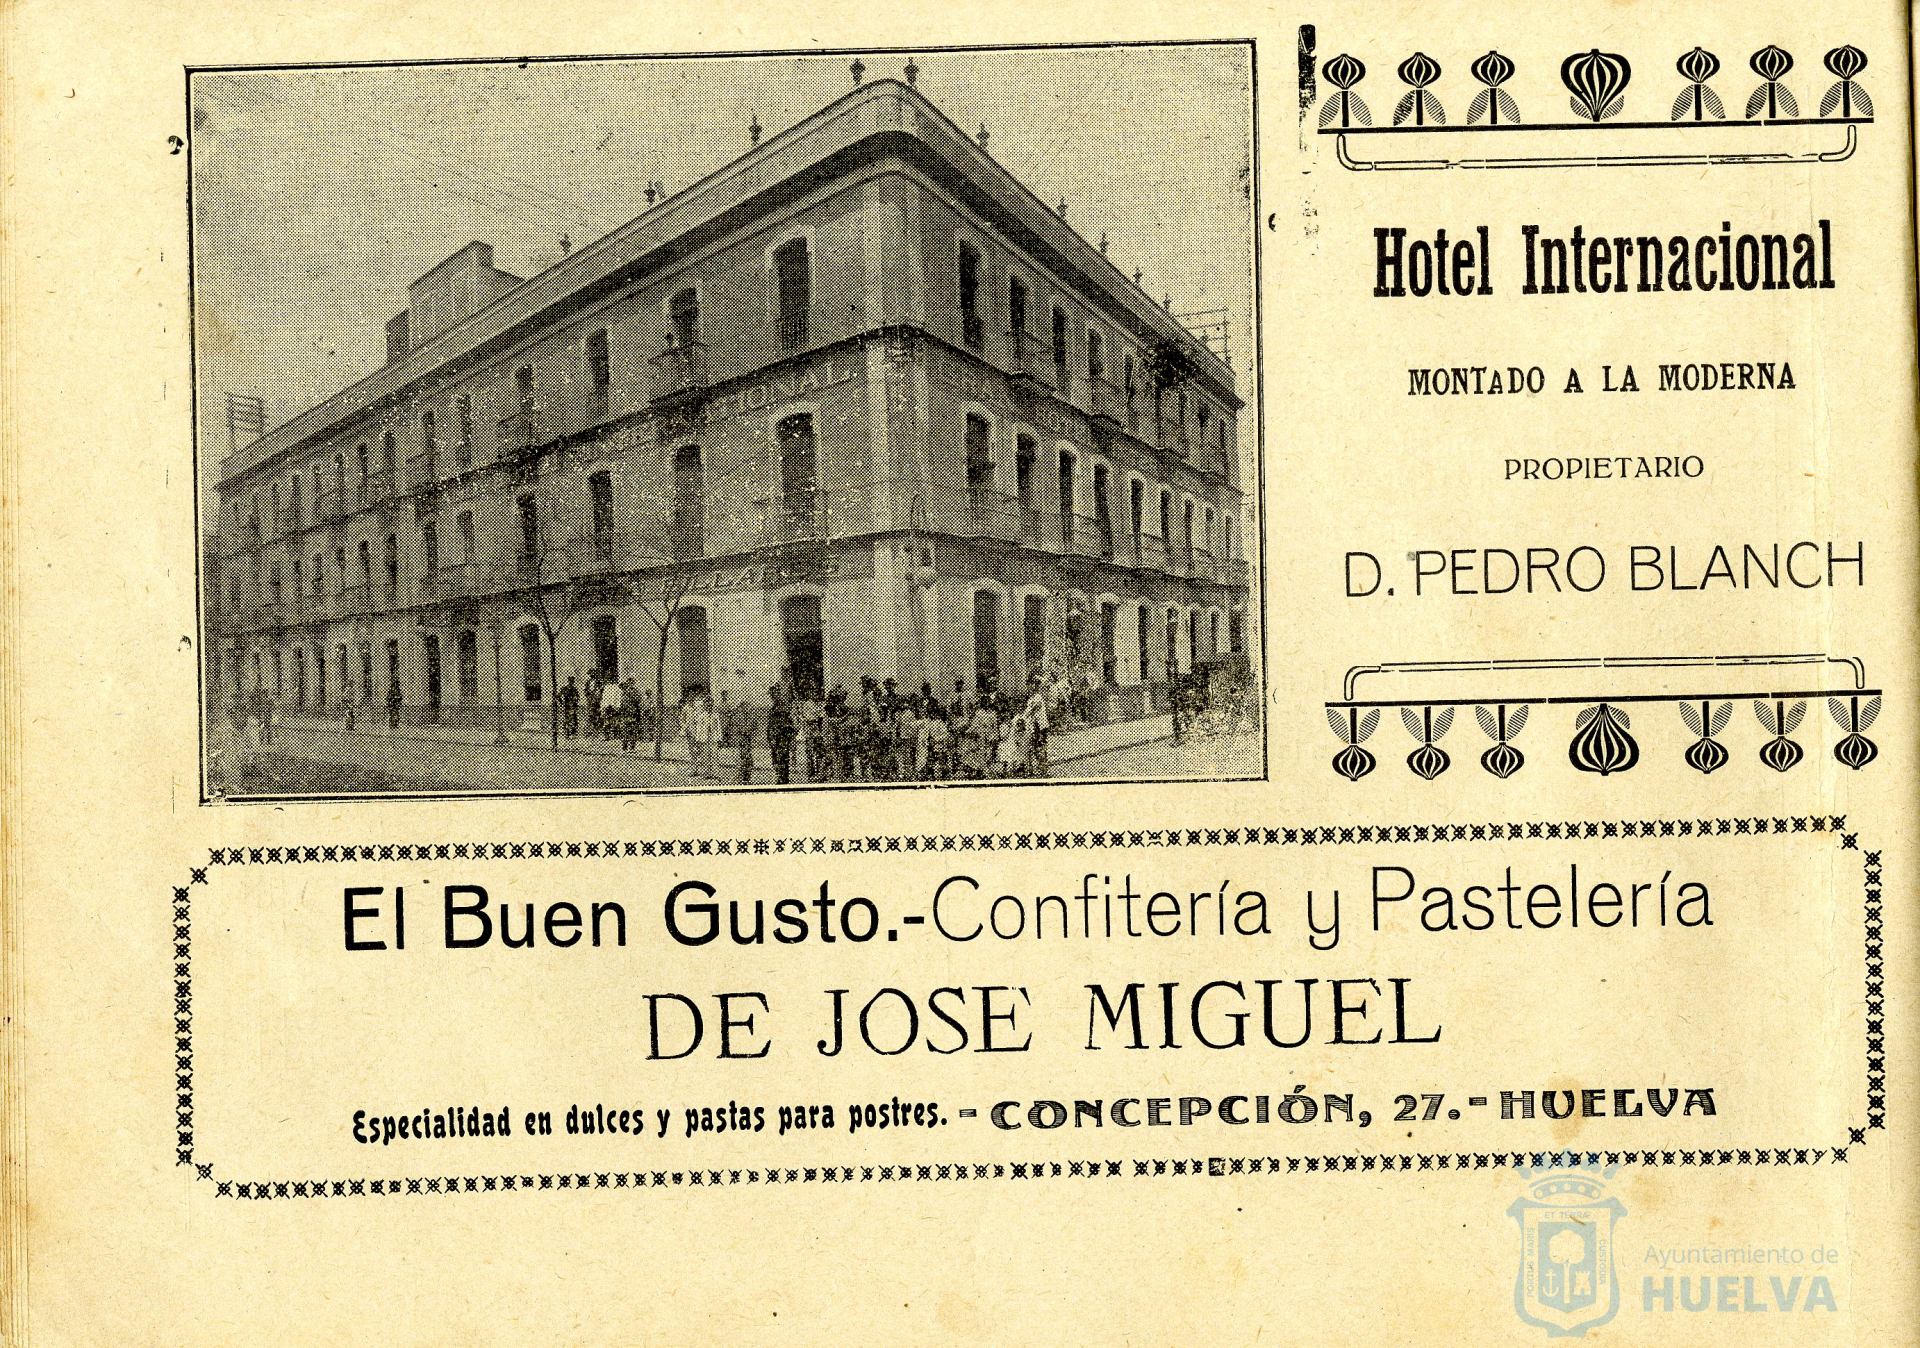 Hotel Internacional
MONTADO A LA MODERNA
PROPIETARIO
D. PEDRO BLANCH
El Buen Gusto.-Confitería y Pastelería
DE JOSE MIGUEL
Especialidad en dulces y pastas para postres. - CONCEPCIÓN, 27.-HUELVA
Ayuntamiento de
HUELVA